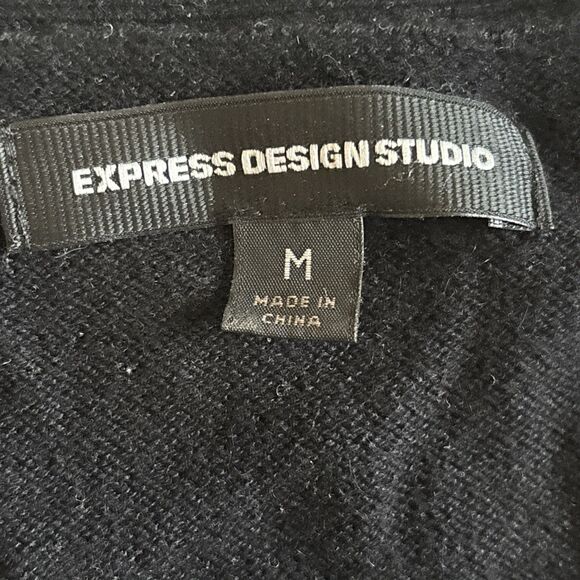 EXPRESS DESIGN STUDIO
M
MADE IN
CHINA